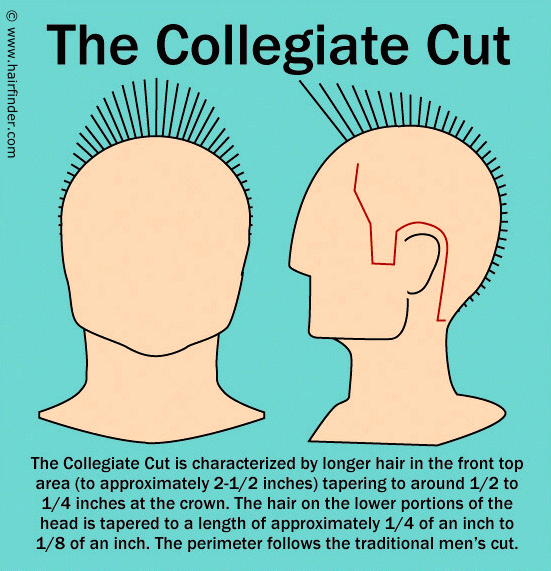 The Collegiate Cut
© www.hairfinder.com
The Collegiate Cut is characterized by longer hair in the front top
area (to approximately 2-1/2 inches) tapering to around 1/2 to
1/4 inches at the crown. The hair on the lower portions of the
head is tapered to a length of approximately 1/4 of an inch to
1/8 of an inch. The perimeter follows the traditional men's cut.